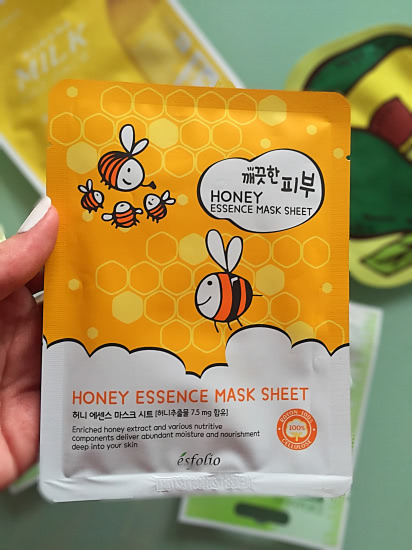 MILK
깨끗한 피부
HONEY
ESSENCE MASK SHEET
HONEY ESSENCE MASK SHEET
허니 에센스 마스크 시트 [허니추출물 7.5 mg 함유]
Enriched honey extract and various nutritive
components deliver abundant moisture and nourishment
deep into your skin
100%
CELLULOSE
esfolio